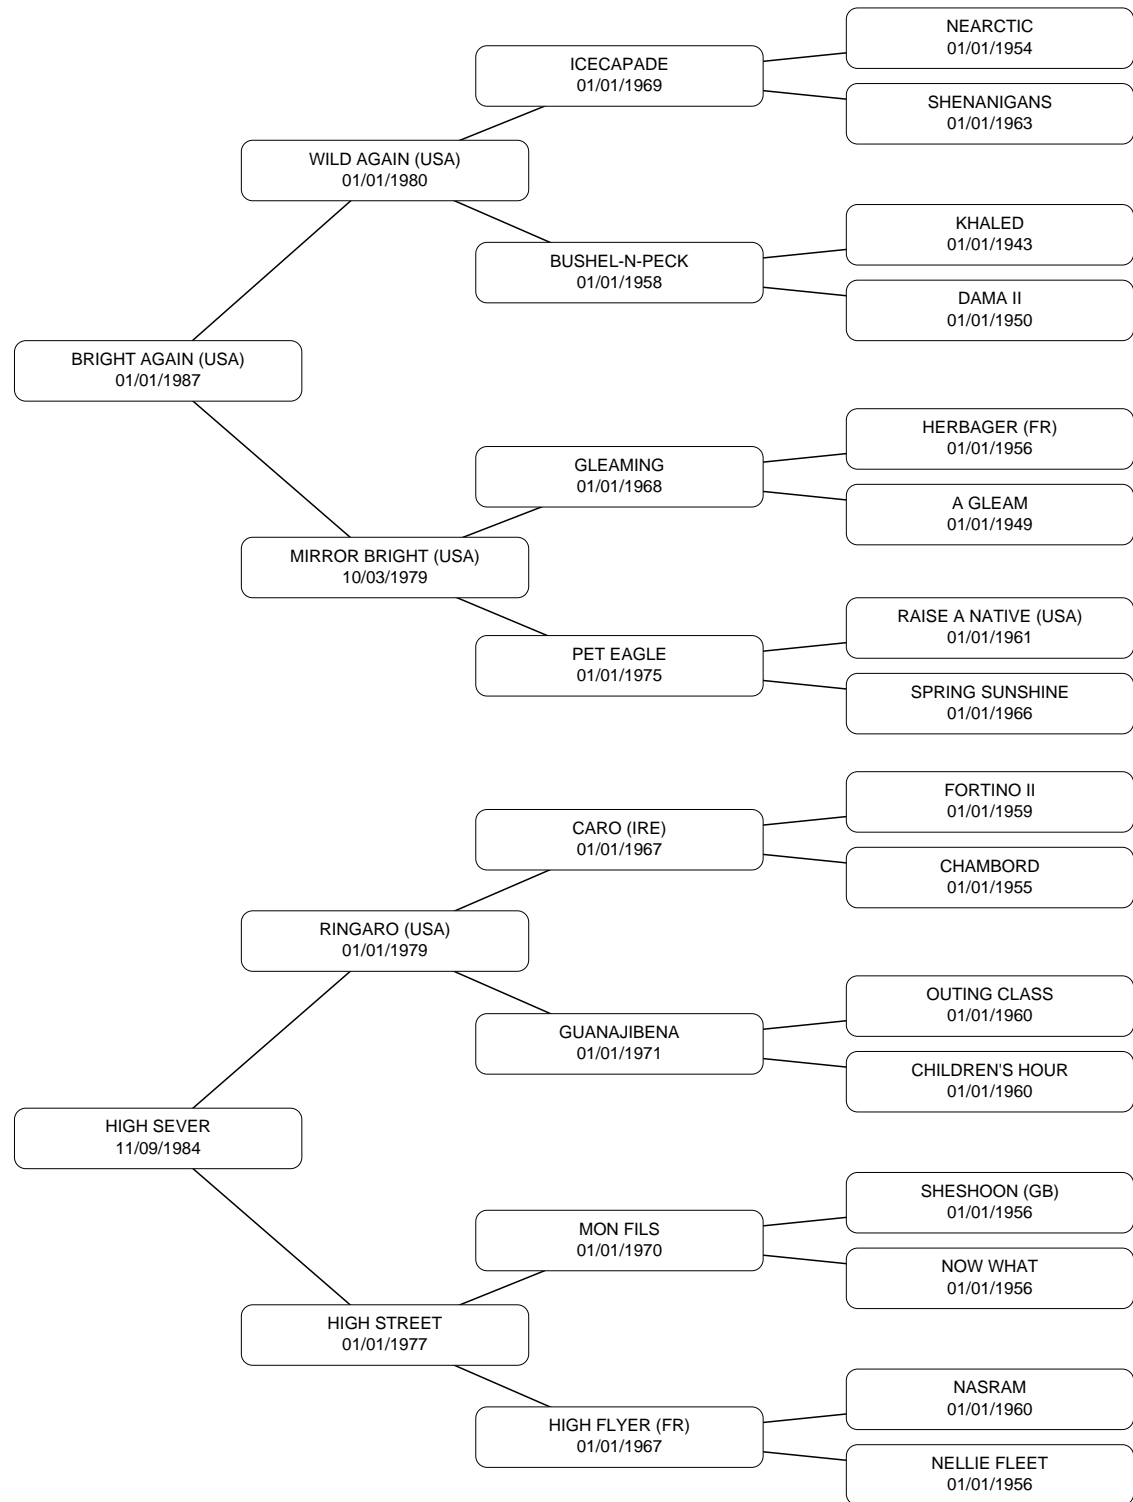 NEARCTIC
01/01/1954
ICECAPADE
01/01/1969
SHENANIGANS
01/01/1963
WILD AGAIN (USA)
01/01/1980
KHALED
01/01/1943
BUSHEL-N-PECK
01/01/1958
DAMA II
01/01/1950
BRIGHT AGAIN (USA)
01/01/1987
HERBAGER (FR)
01/01/1956
GLEAMING
01/01/1968
A GLEAM
01/01/1949
MIRROR BRIGHT (USA)
10/03/1979
RAISE A NATIVE (USA)
01/01/1961
PET EAGLE
01/01/1975
SPRING SUNSHINE
01/01/1966
FORTINO II
01/01/1959
CARO (IRE)
01/01/1967
CHAMBORD
01/01/1955
RINGARO (USA)
01/01/1979
OUTING CLASS
01/01/1960
GUANAJIBENA
01/01/1971
CHILDREN'S HOUR
01/01/1960
HIGH SEVER
11/09/1984
SHESHOON (GB)
01/01/1956
MON FILS
01/01/1970
NOW WHAT
01/01/1956
HIGH STREET
01/01/1977
NASRAM
01/01/1960
HIGH FLYER (FR)
01/01/1967
NELLIE FLEET
01/01/1956